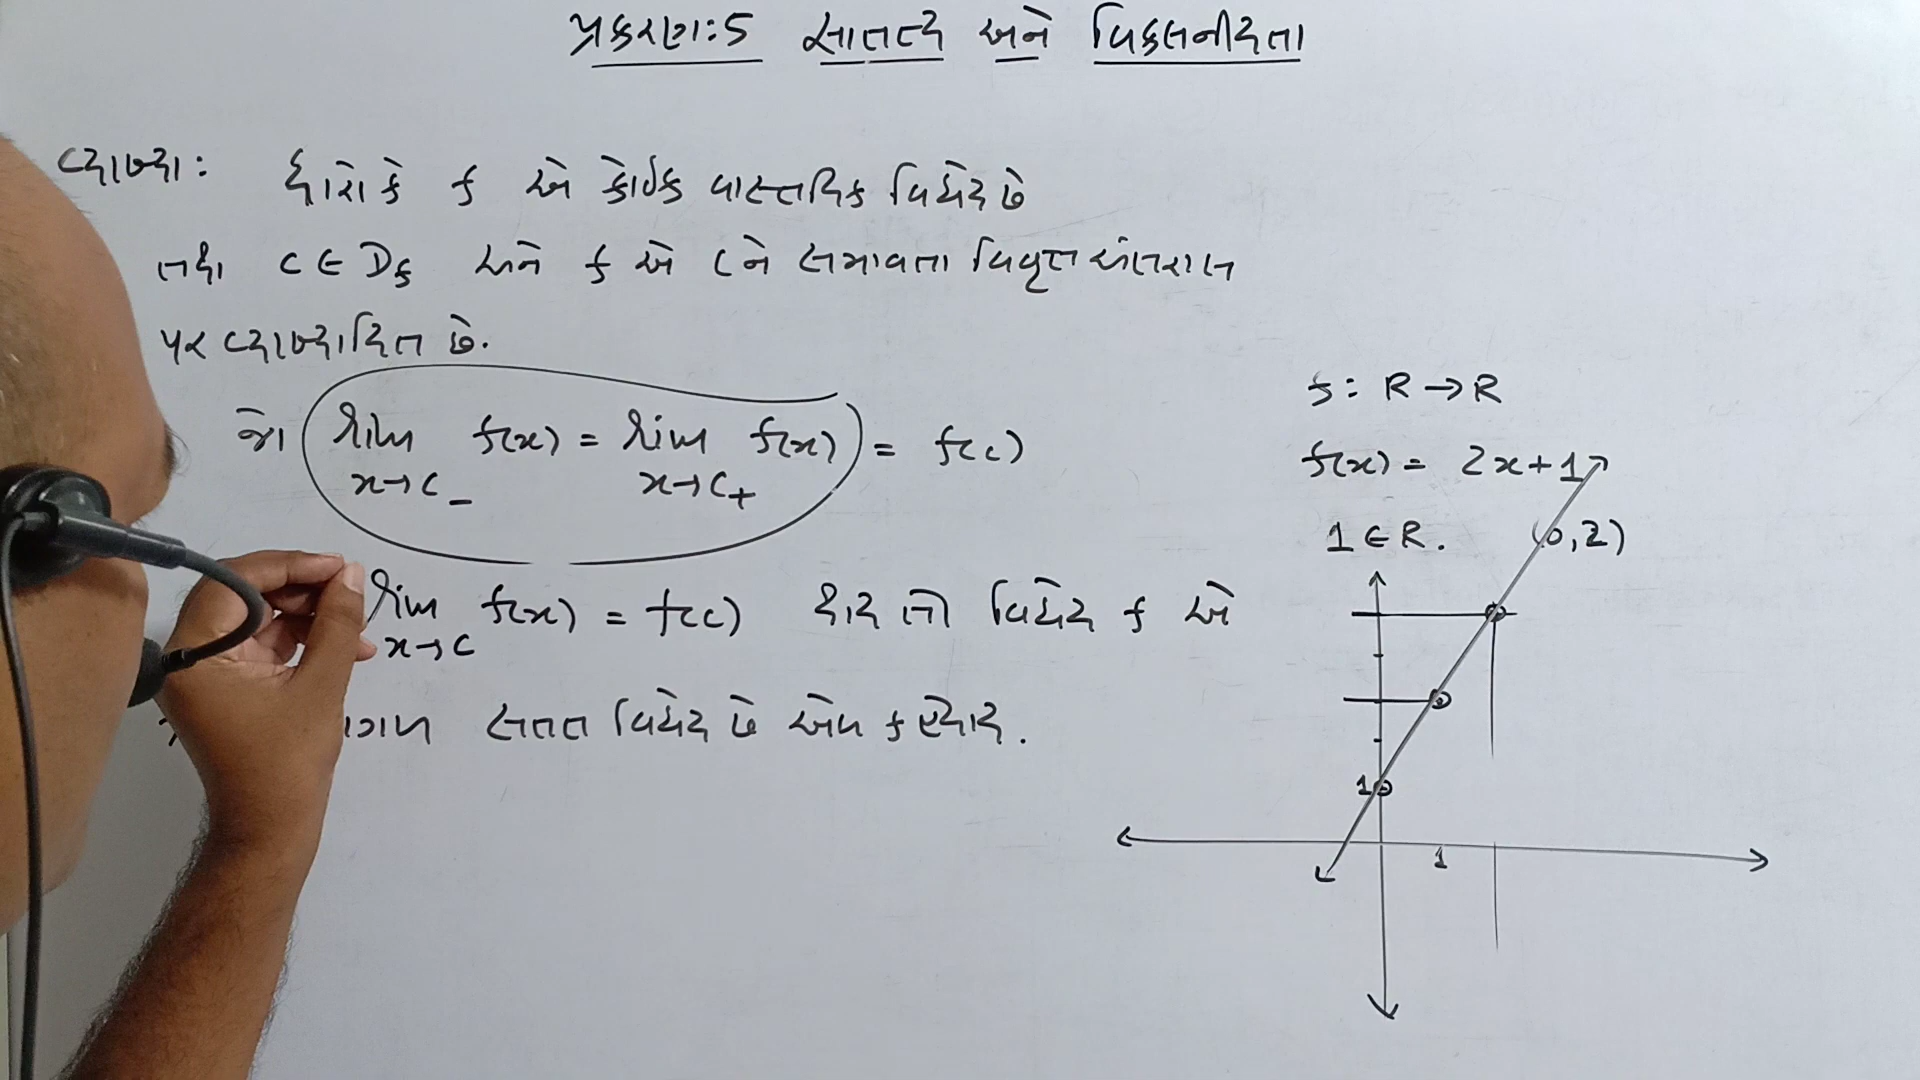 પ્રકરણ:5 સાતત્ય અને વિકલનીયતા
વ્યાખ્યા: ધારોકે f એ કોઈક વાસ્તવિક વિધેય છે
તથા c ∈ Df અને f એ c ને સમાવતા વિવૃત્ત અંતરાલ
પર વ્યાખ્યાયિત છે.
જો lim f(x) = lim f(x) = f(c)
x→c- x→c+
lim f(x) = f(c) થાય તો વિધેય f એ
x→c
સતત વિધેય છે એમ કહેવાય.
f: R → R
f(x) = 2x+1
1 ∈ R. (0,2)
1
1